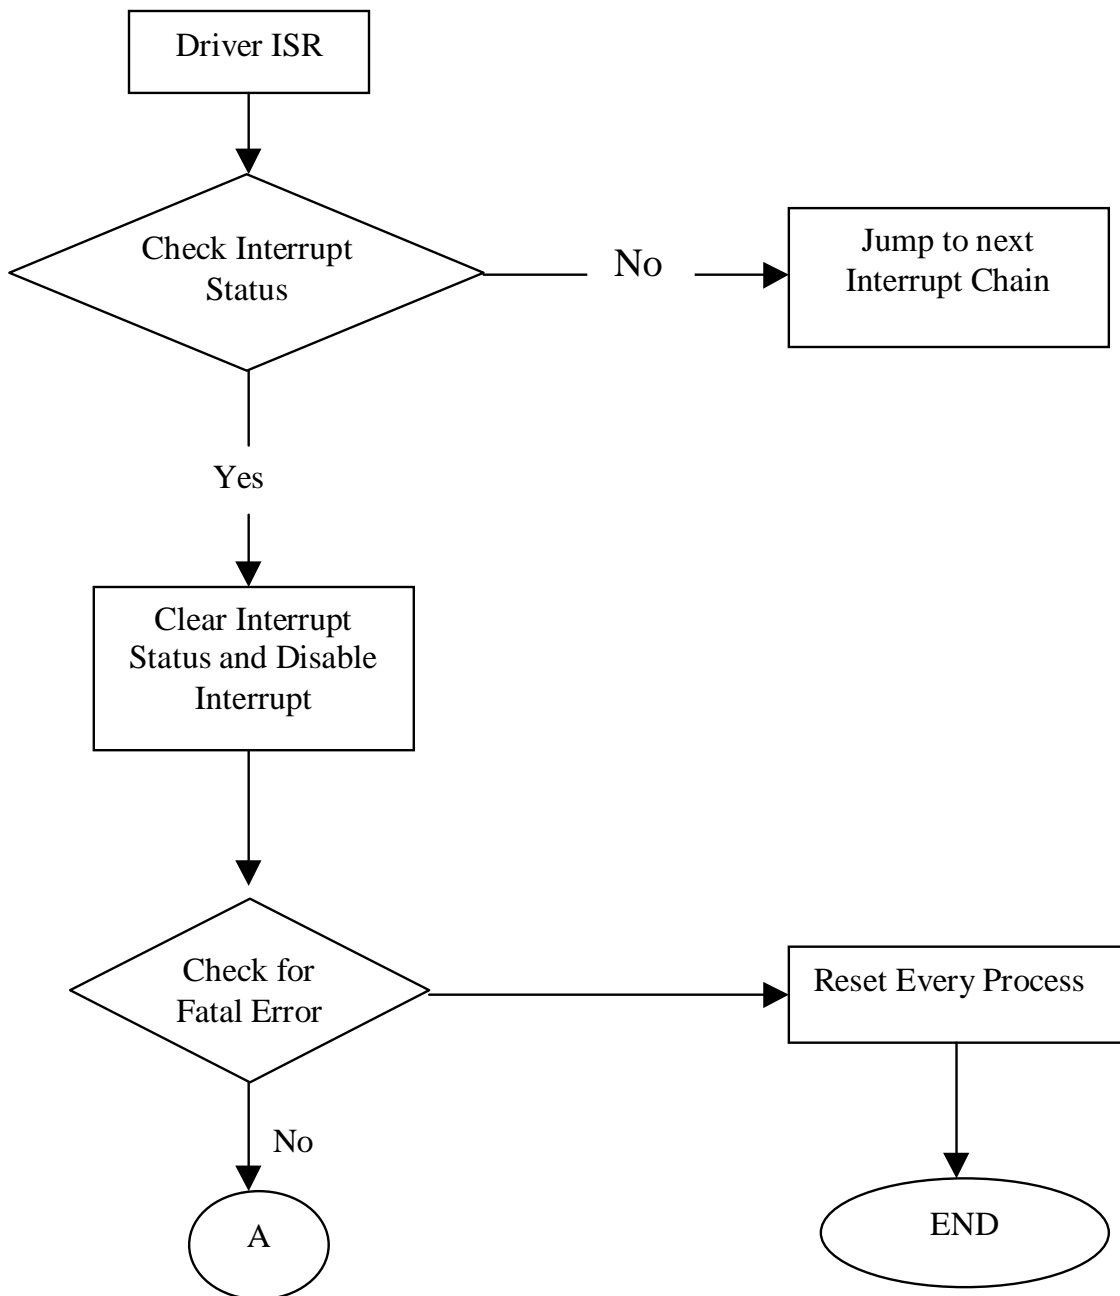 Driver ISR
Check Interrupt
Status
No
Jump to next
Interrupt Chain
Yes
Clear Interrupt
Status and Disable
Interrupt
Check for
Fatal Error
Reset Every Process
No
A
END